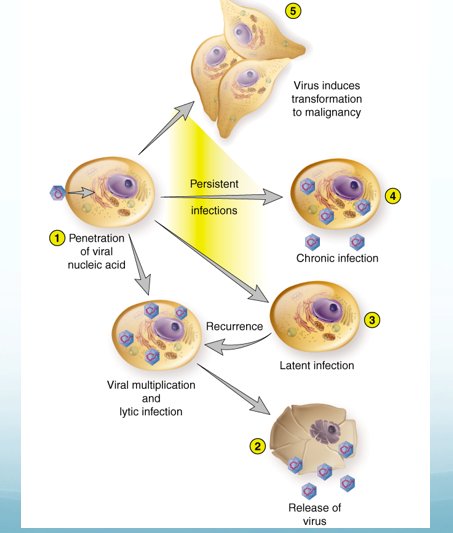 5
Virus induces
transformation
to malignancy
Persistent
infections
4
Chronic infection
1 Penetration
of viral
nucleic acid
3
Recurrence
Latent infection
Viral multiplication
and
lytic infection
2
Release of
virus